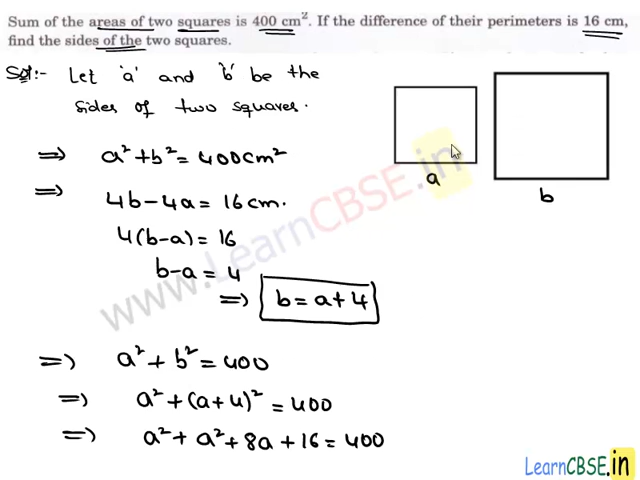 Sum of the areas of two squares is 400 cm². If the difference of their perimeters is 16 cm,
find the sides of the two squares.
Sol:- Let 'a' and 'b' be the
sides of two squares.
⇒ a² + b² = 400cm²
⇒ 4b - 4a = 16 cm.
4(b-a) = 16
b-a = 4
⇒ b = a + 4
a
b
⇒ a² + b² = 400
⇒ a² + (a+4)² = 400
⇒ a² + a² + 8a + 16 = 400
www.LearnCBSE.in
LearnCBSE.in